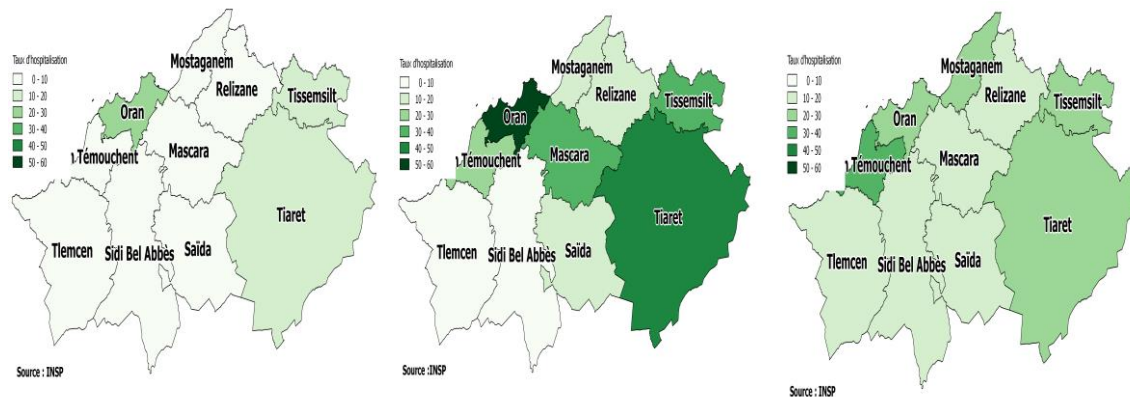 Taux d'hospitalisation
0 - 10
10 - 20
20 - 30
30 - 40
40 - 50
50 - 60
Mostaganem
Relizane
Tissemsilt
Oran
Témouchent
Mascara
Tiaret
Tlemcen
Sidi Bel Abbès
Saïda
Source : INSP
Taux d'hospitalisation
0 - 10
10 - 20
20 - 30
30 - 40
40 - 50
50 - 60
Mostaganem
Relizane
Tissemsilt
Oran
Témouchent
Mascara
Tiaret
Tlemcen
Sidi Bel Abbès
Saïda
Source :INSP
Taux d'hospitalisation
0 - 10
10 - 20
20 - 30
30 - 40
40 - 50
50 - 60
Mostaganem
Relizane
Tissemsilt
Oran
Témouchent
Mascara
Tiaret
Tlemcen
Sidi Bel Abbès
Saïda
Source : INSP